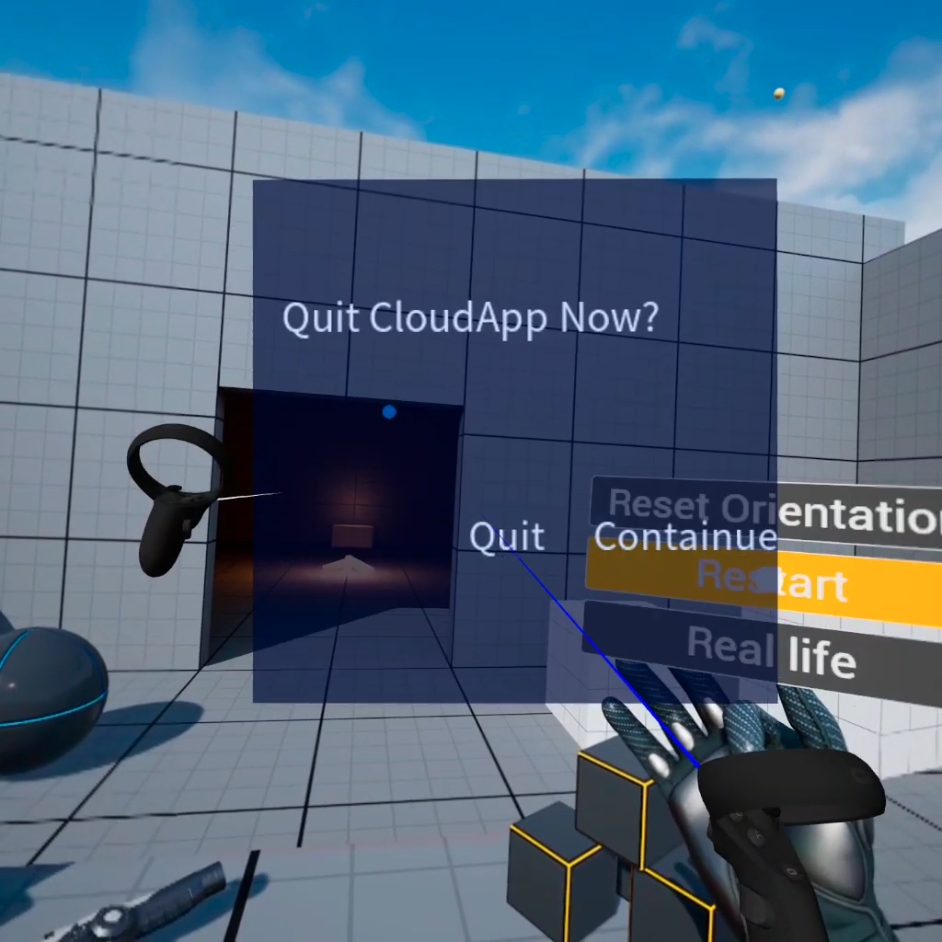 Quit CloudApp Now?
Reset Orientation
Quit
Containue
Restart
Real life